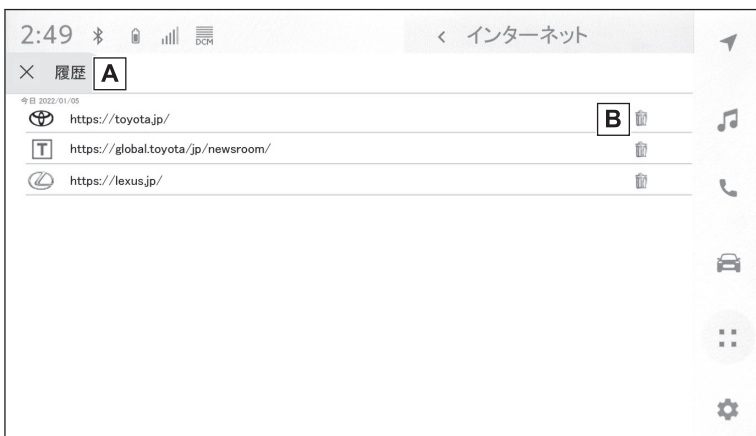 2:49 DCM < インターネット
× 履歴 A
今日 2022/01/05
https://toyota.jp/ B
T https://global.toyota/jp/newsroom/
https://lexus.jp/